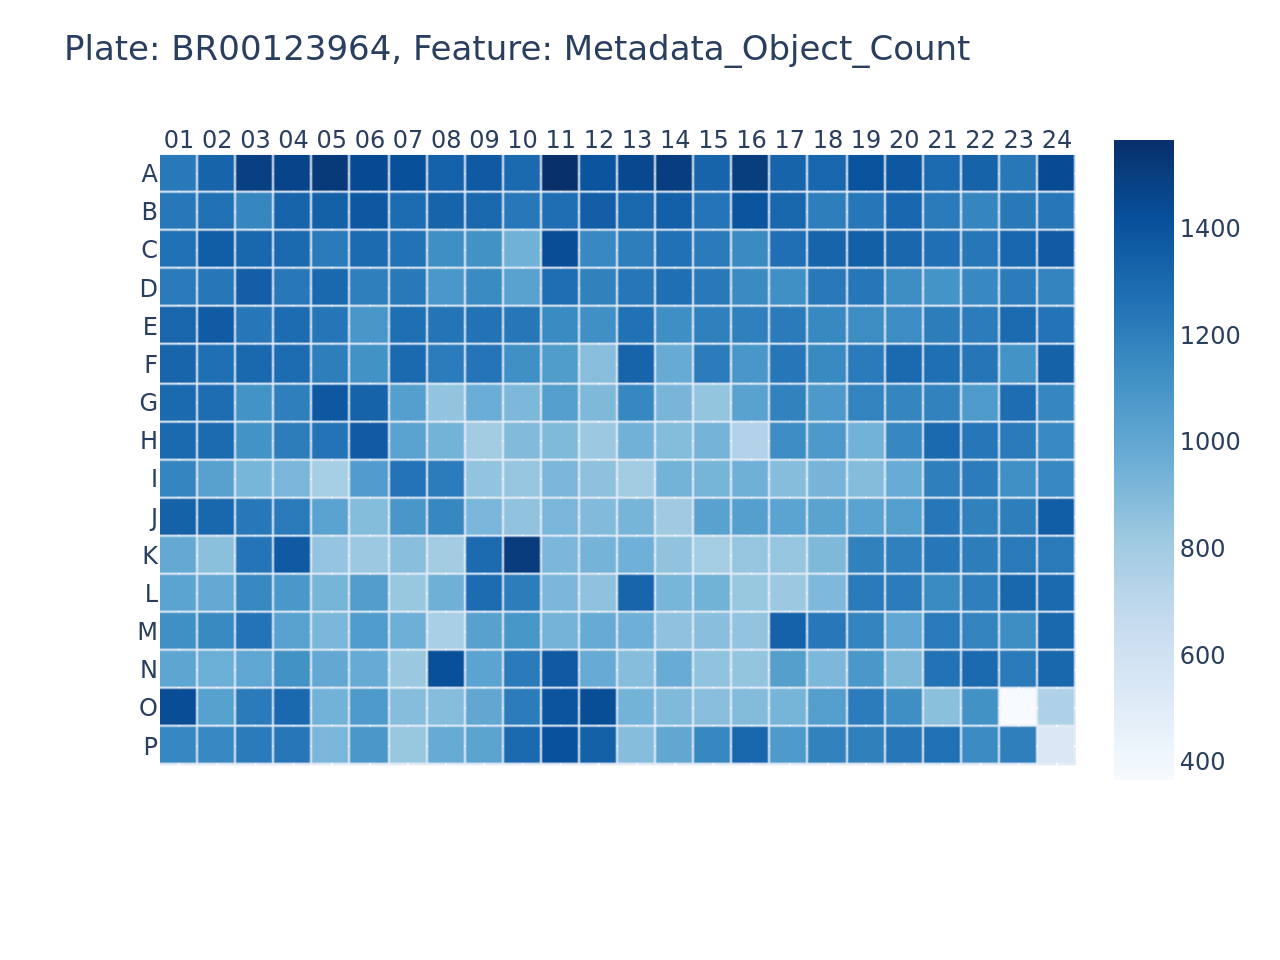 Plate: BR00123964, Feature: Metadata_Object_Count
01 02 03 04 05 06 07 08 09 10 11 12 13 14 15 16 17 18 19 20 21 22 23 24
A
B
C
D
E
F
G
H
I
J
K
L
M
N
O
P
1400
1200
1000
800
600
400